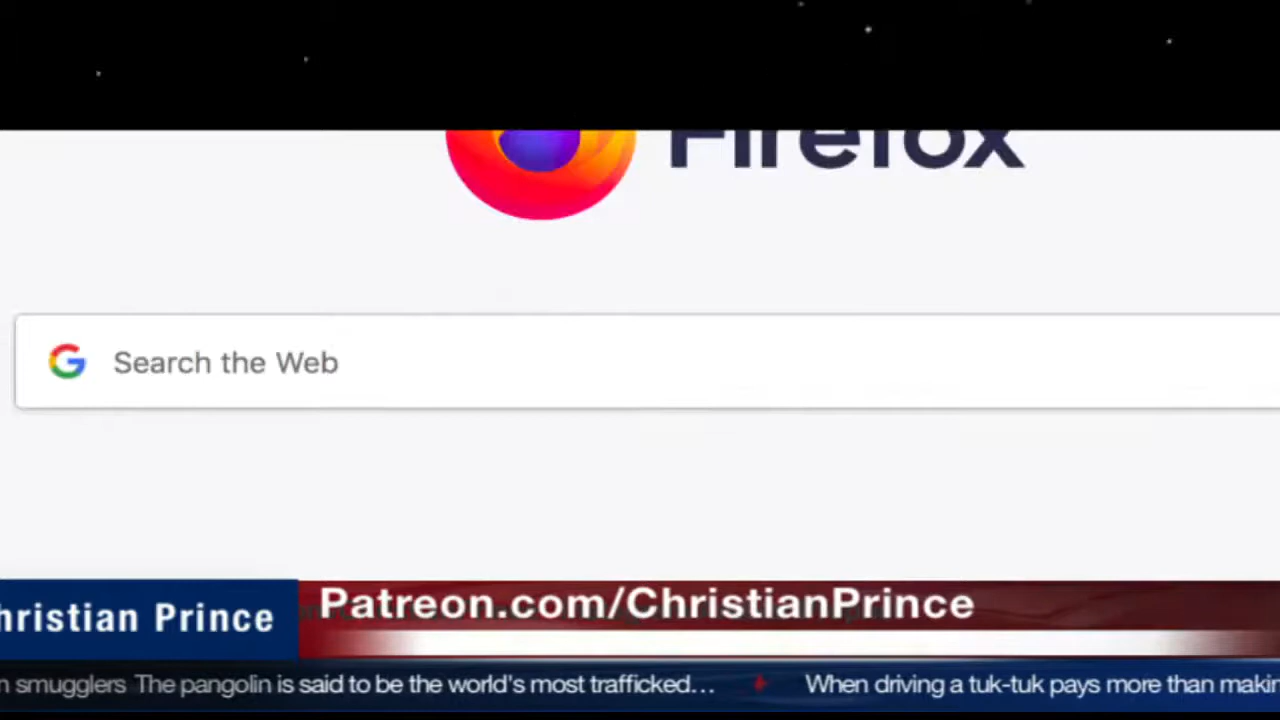 Firefox
Search the Web
hristian Prince
Patreon.com/ChristianPrince
n smugglers The pangolin is said to be the world's most trafficked... When driving a tuk-tuk pays more than makin